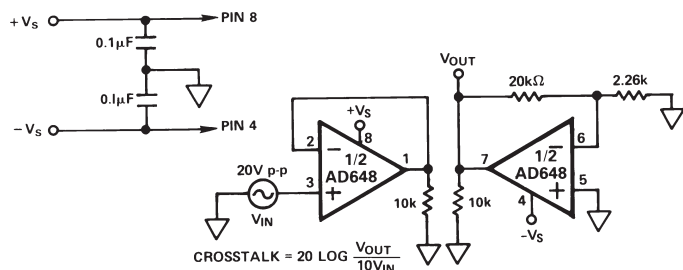 +VS
PIN 8
0.1µF
0.1µF
−VS
PIN 4
VOUT
20kΩ
2.26k
+VS
8
2
−
1/2
AD648
1
20V p-p
3
+
VIN
10k
10k
7
6
−
1/2
AD648
+
5
4
−VS
CROSSTALK = 20 LOG VOUT
10VIN